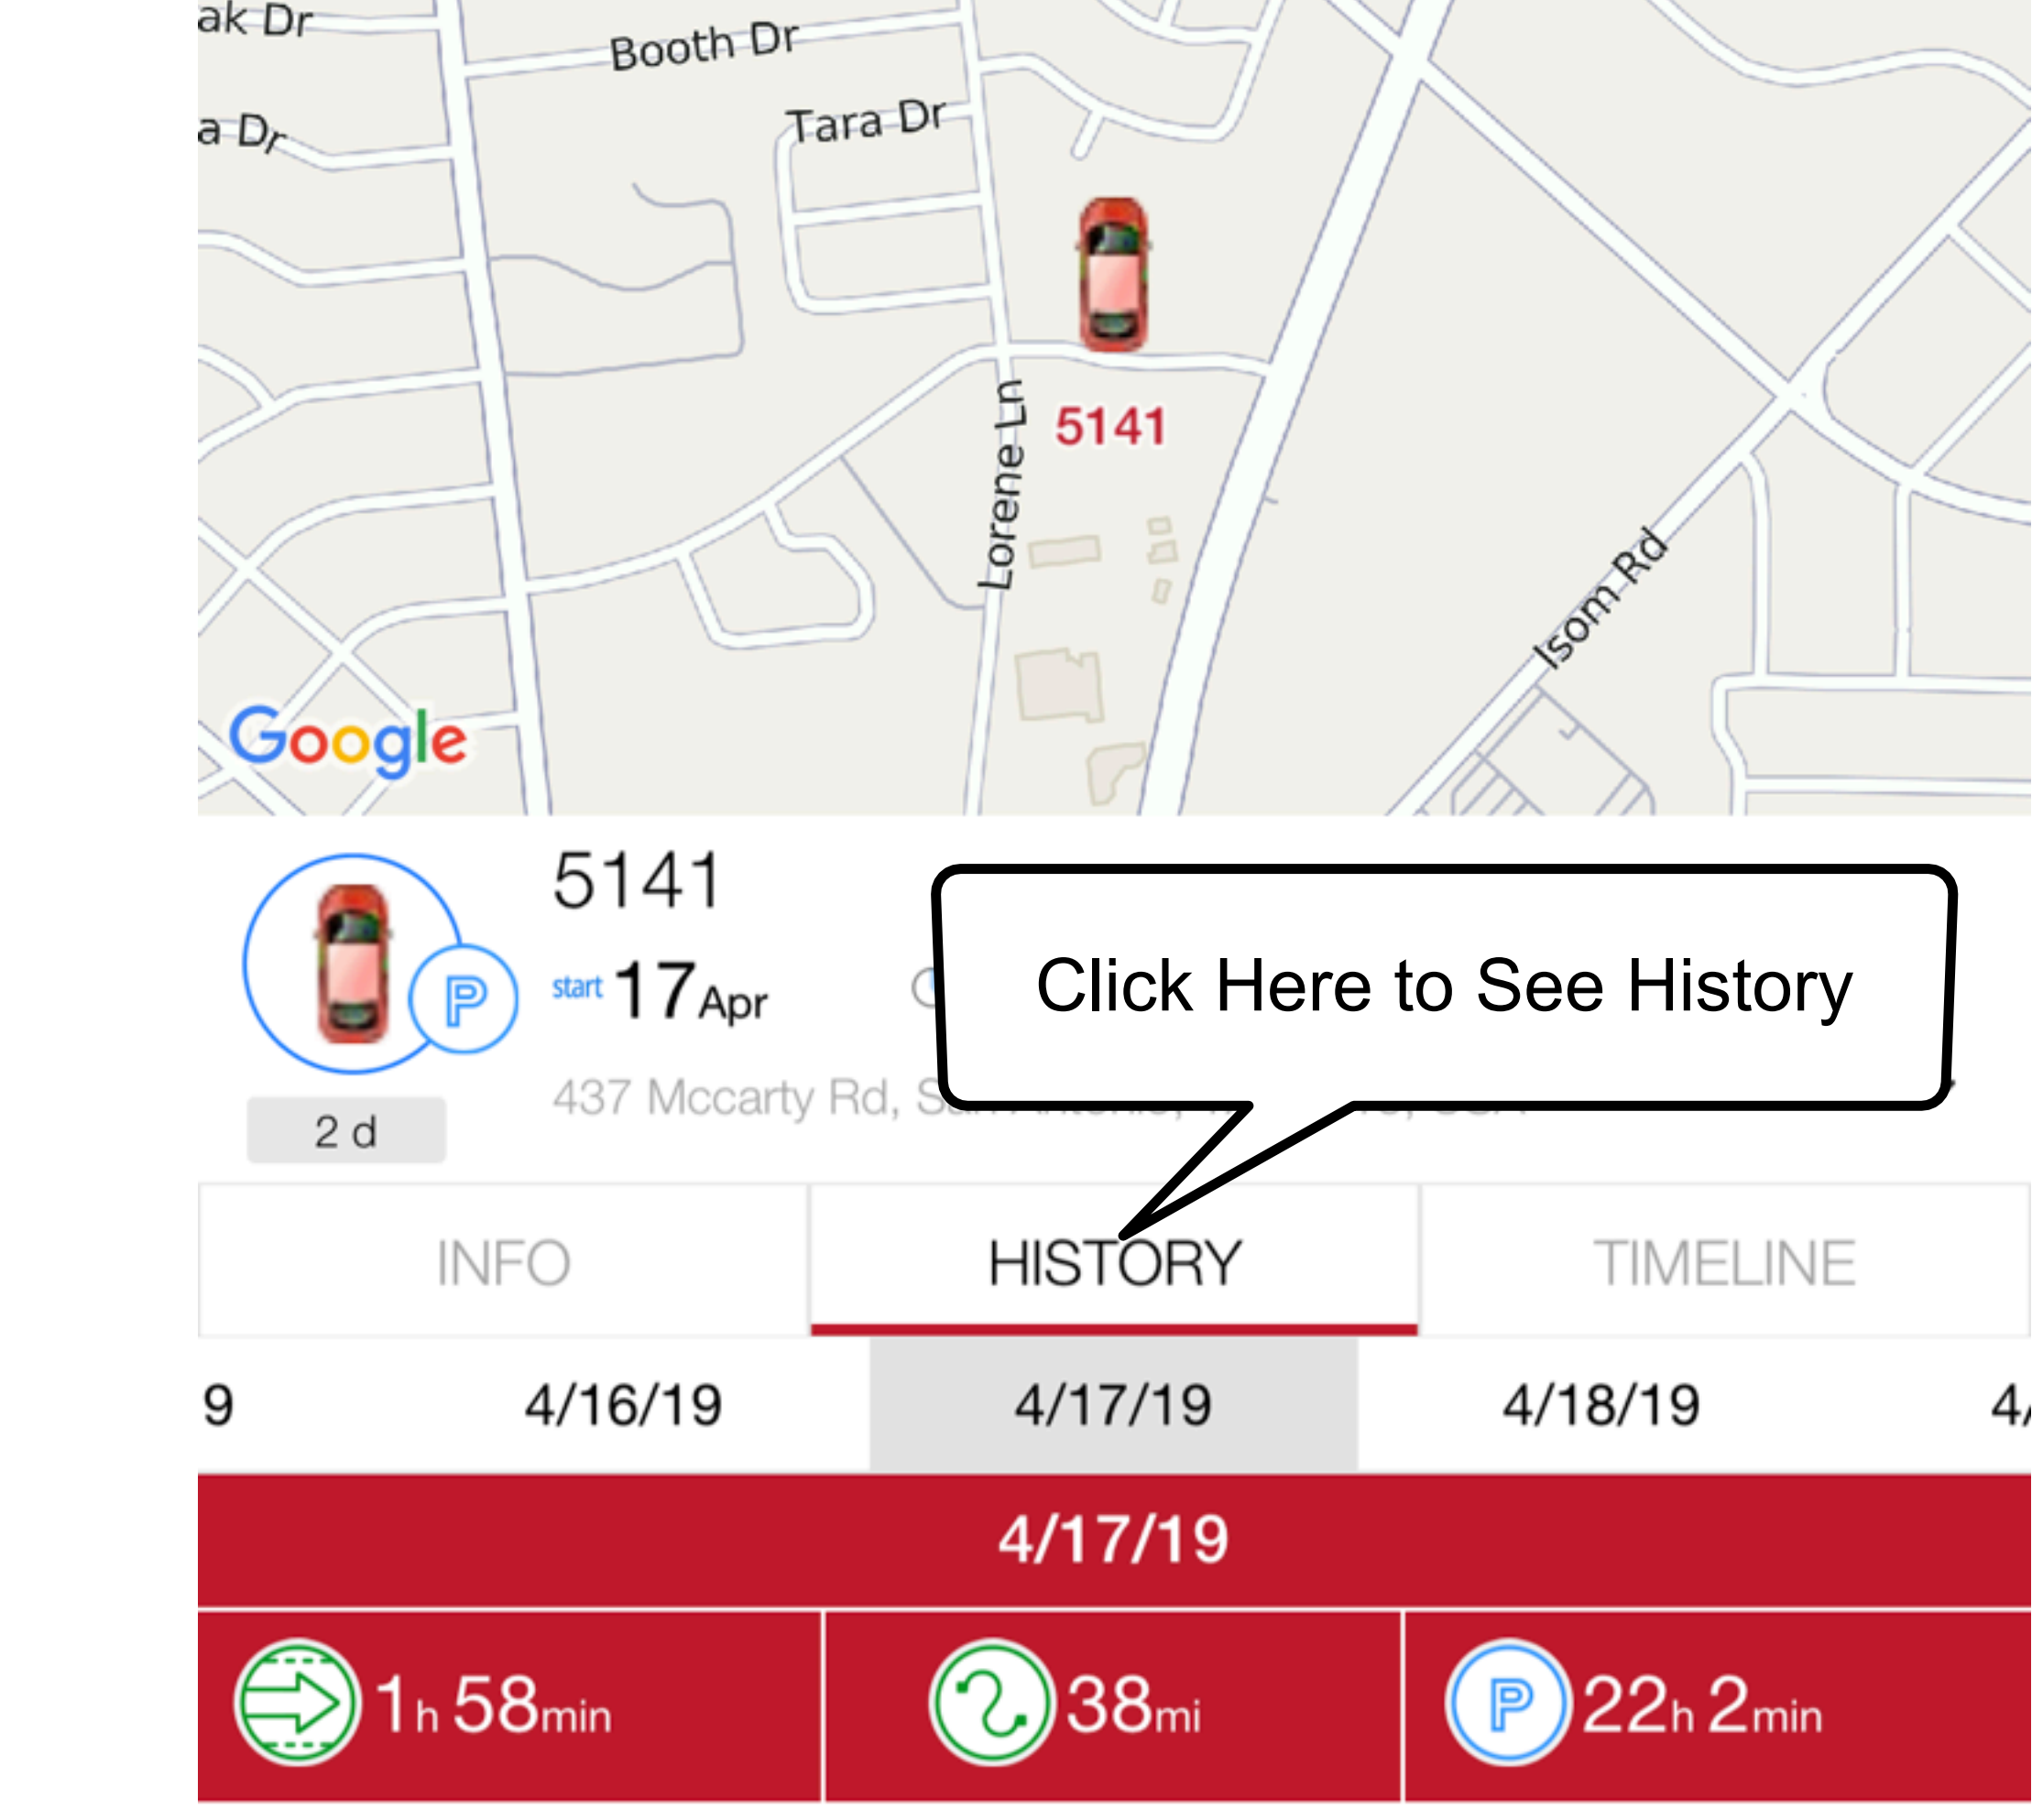 ak Dr
Booth Dr
Tara Dr
a Dr
5141
Lorene Ln
Isom Rd
Google
5141
start 17 Apr
Click Here to See History
437 Mccarty Rd,
2 d
INFO HISTORY TIMELINE
9 4/16/19 4/17/19 4/18/19 4/
4/17/19
1h 58min 38mi P 22h 2min